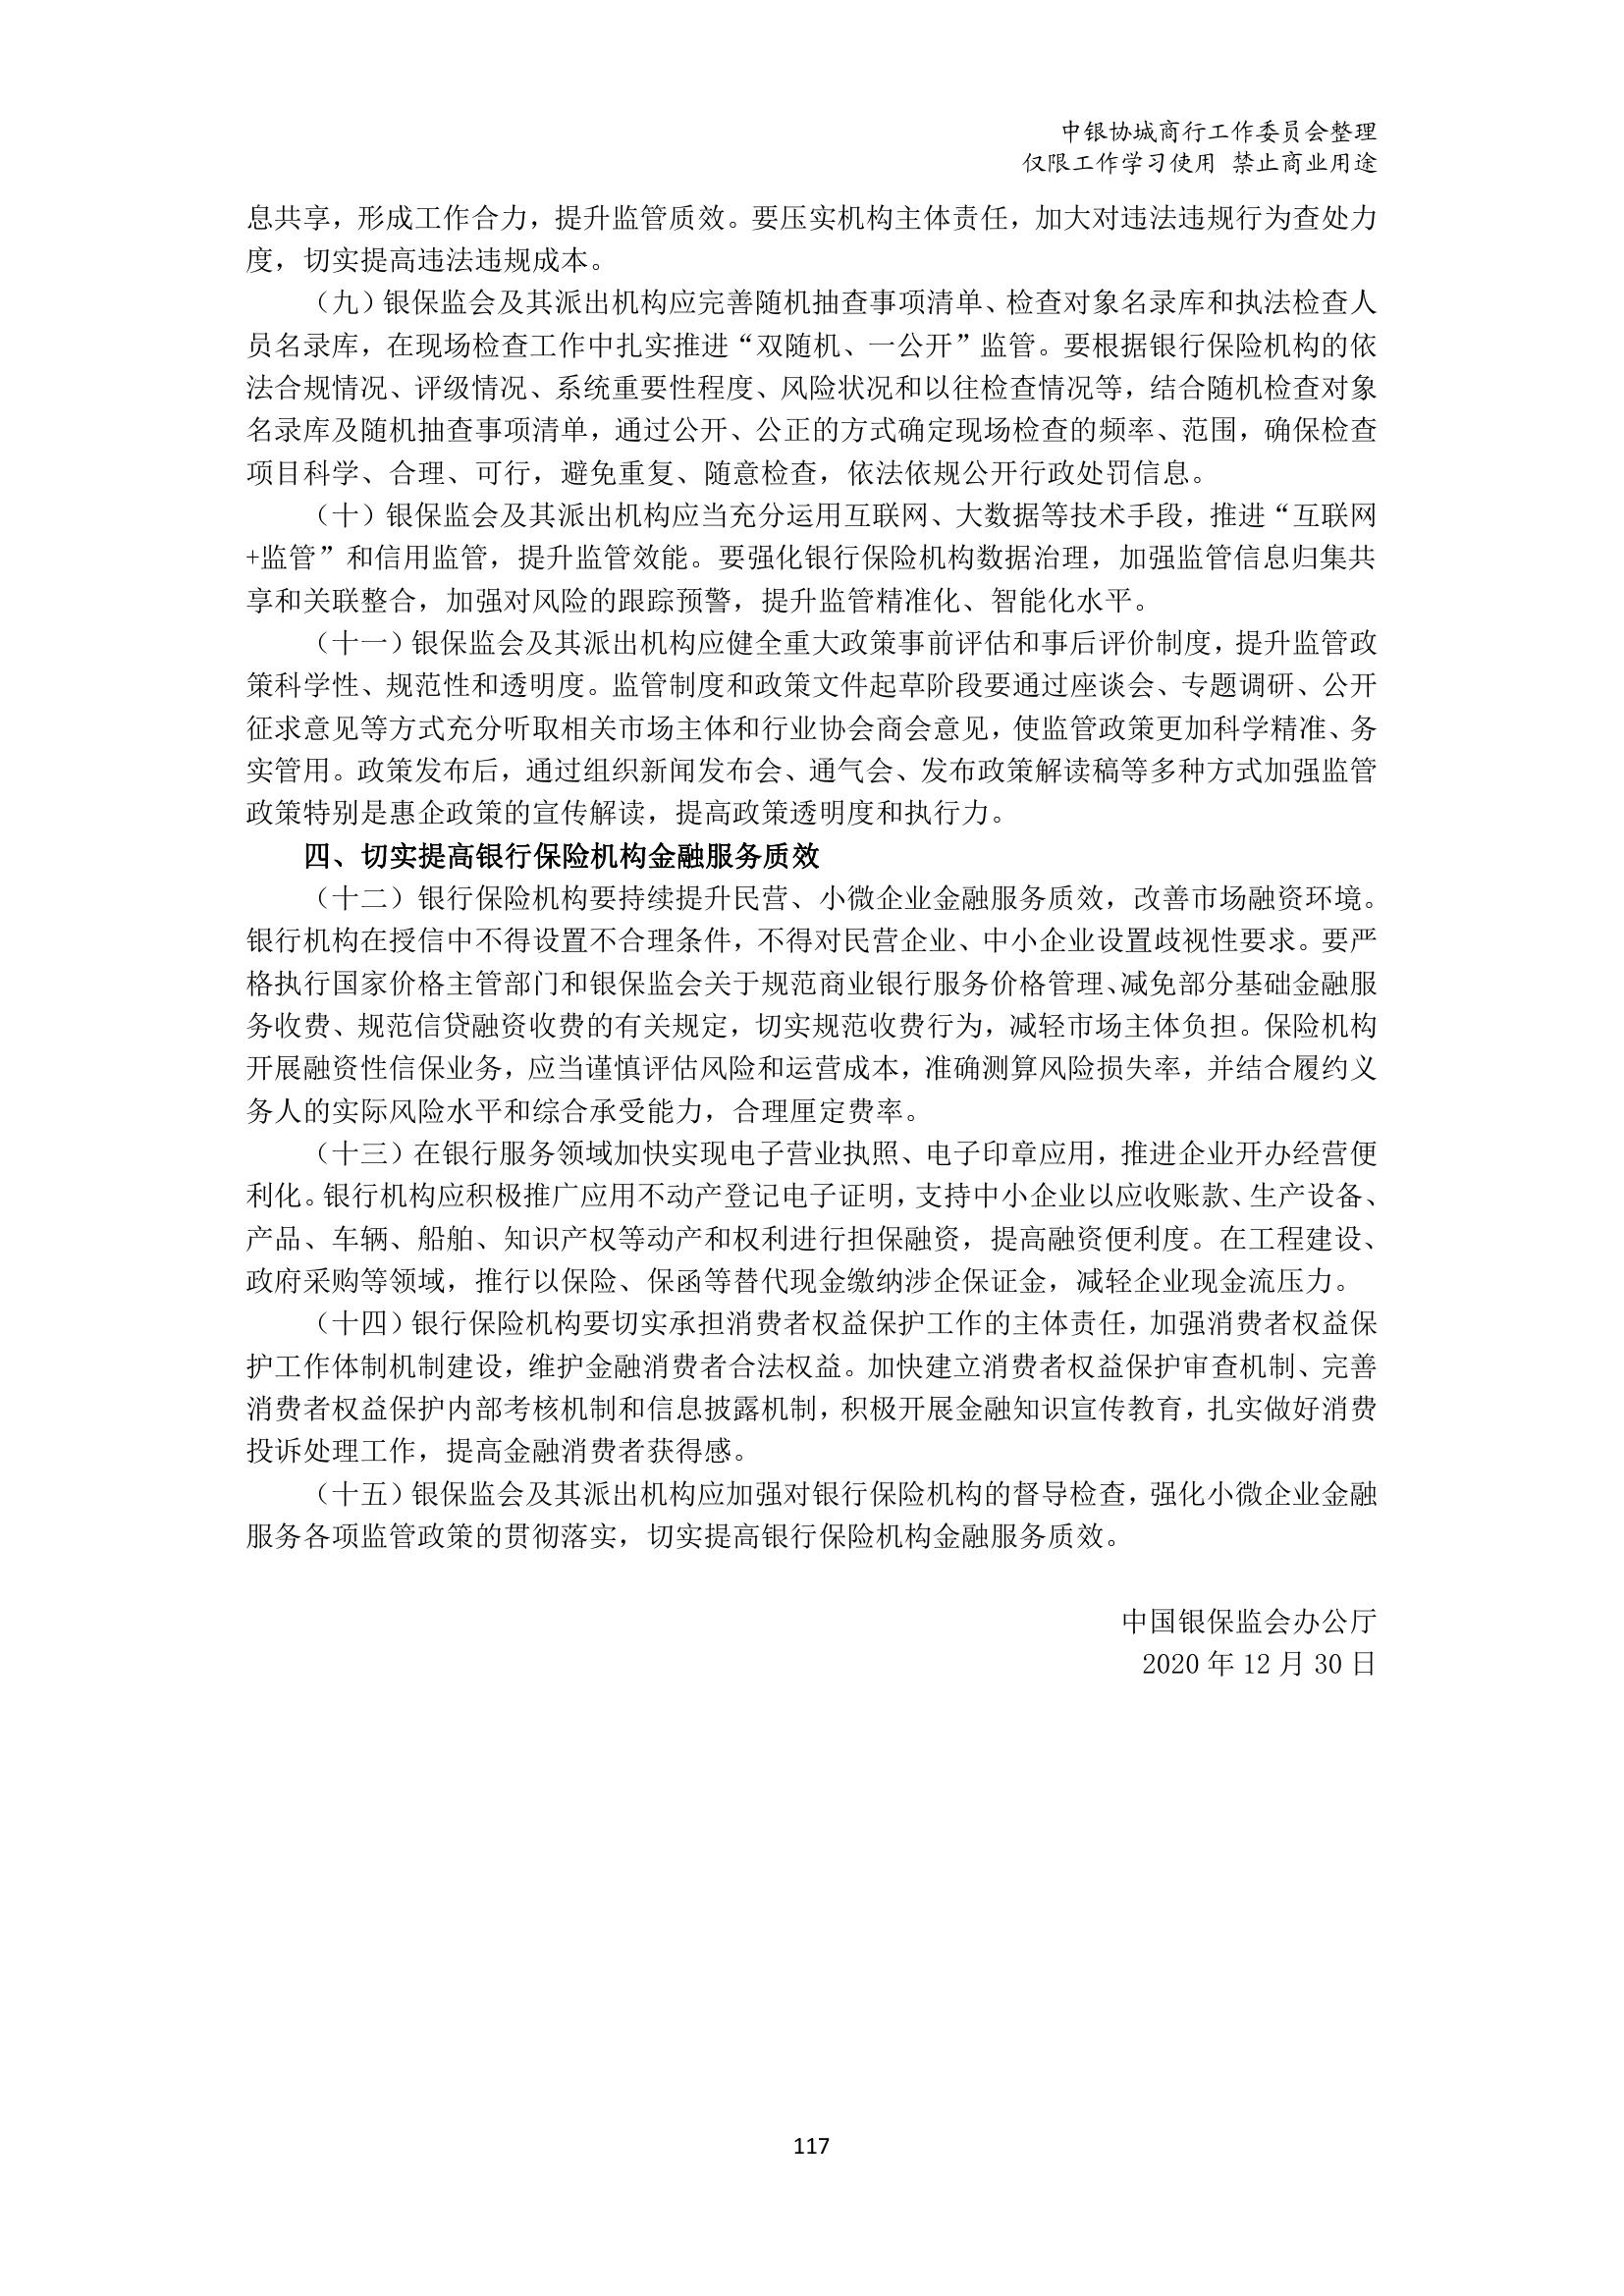 中银协城商行工作委员会整理
仅限工作学习使用 禁止商业用途
息共享，形成工作合力，提升监管质效。要压实机构主体责任，加大对违法违规行为查处力
度，切实提高违法违规成本。
（九）银保监会及其派出机构应完善随机抽查事项清单、检查对象名录库和执法检查人
员名录库，在现场检查工作中扎实推进“双随机、一公开”监管。要根据银行保险机构的依
法合规情况、评级情况、系统重要性程度、风险状况和以往检查情况等，结合随机检查对象
名录库及随机抽查事项清单，通过公开、公正的方式确定现场检查的频率、范围，确保检查
项目科学、合理、可行，避免重复、随意检查，依法依规公开行政处罚信息。
（十）银保监会及其派出机构应当充分运用互联网、大数据等技术手段，推进“互联网
+监管”和信用监管，提升监管效能。要强化银行保险机构数据治理，加强监管信息归集共
享和关联整合，加强对风险的跟踪预警，提升监管精准化、智能化水平。
（十一）银保监会及其派出机构应健全重大政策事前评估和事后评价制度，提升监管政
策科学性、规范性和透明度。监管制度和政策文件起草阶段要通过座谈会、专题调研、公开
征求意见等方式充分听取相关市场主体和行业协会商会意见，使监管政策更加科学精准、务
实管用。政策发布后，通过组织新闻发布会、通气会、发布政策解读稿等多种方式加强监管
政策特别是惠企政策的宣传解读，提高政策透明度和执行力。
四、切实提高银行保险机构金融服务质效
（十二）银行保险机构要持续提升民营、小微企业金融服务质效，改善市场融资环境。
银行机构在授信中不得设置不合理条件，不得对民营企业、中小企业设置歧视性要求。要严
格执行国家价格主管部门和银保监会关于规范商业银行服务价格管理、减免部分基础金融服
务收费、规范信贷融资收费的有关规定，切实规范收费行为，减轻市场主体负担。保险机构
开展融资性信保业务，应当谨慎评估风险和运营成本，准确测算风险损失率，并结合履约义
务人的实际风险水平和综合承受能力，合理厘定费率。
（十三）在银行服务领域加快实现电子营业执照、电子印章应用，推进企业开办经营便
利化。银行机构应积极推广应用不动产登记电子证明，支持中小企业以应收账款、生产设备、
产品、车辆、船舶、知识产权等动产和权利进行担保融资，提高融资便利度。在工程建设、
政府采购等领域，推行以保险、保函等替代现金缴纳涉企保证金，减轻企业现金流压力。
（十四）银行保险机构要切实承担消费者权益保护工作的主体责任，加强消费者权益保
护工作体制机制建设，维护金融消费者合法权益。加快建立消费者权益保护审查机制、完善
消费者权益保护内部考核机制和信息披露机制，积极开展金融知识宣传教育，扎实做好消费
投诉处理工作，提高金融消费者获得感。
（十五）银保监会及其派出机构应加强对银行保险机构的督导检查，强化小微企业金融
服务各项监管政策的贯彻落实，切实提高银行保险机构金融服务质效。
中国银保监会办公厅
2020 年 12 月 30 日
117